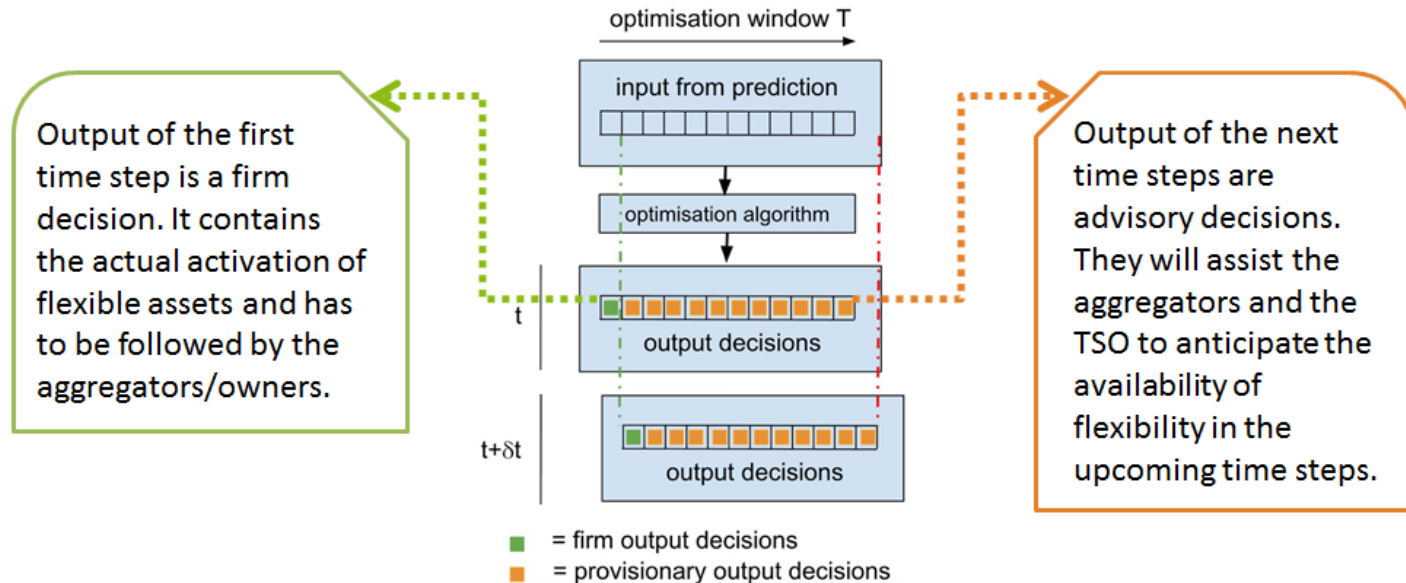 optimisation window T
input from prediction
Output of the first
time step is a firm
decision. It contains
the actual activation of
flexible assets and has
to be followed by the
aggregators/owners.
optimisation algorithm
t
output decisions
t+δt
output decisions
Output of the next
time steps are
advisory decisions.
They will assist the
aggregators and the
TSO to anticipate the
availability of
flexibility in the
upcoming time steps.
= firm output decisions
= provisionary output decisions